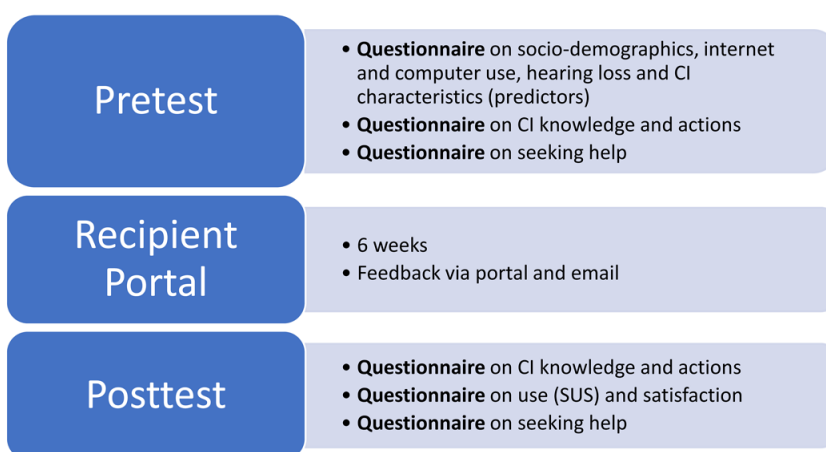 Pretest
• Questionnaire on socio-demographics, internet
and computer use, hearing loss and CI
characteristics (predictors)
• Questionnaire on CI knowledge and actions
• Questionnaire on seeking help
Recipient
Portal
• 6 weeks
• Feedback via portal and email
Posttest
• Questionnaire on CI knowledge and actions
• Questionnaire on use (SUS) and satisfaction
• Questionnaire on seeking help